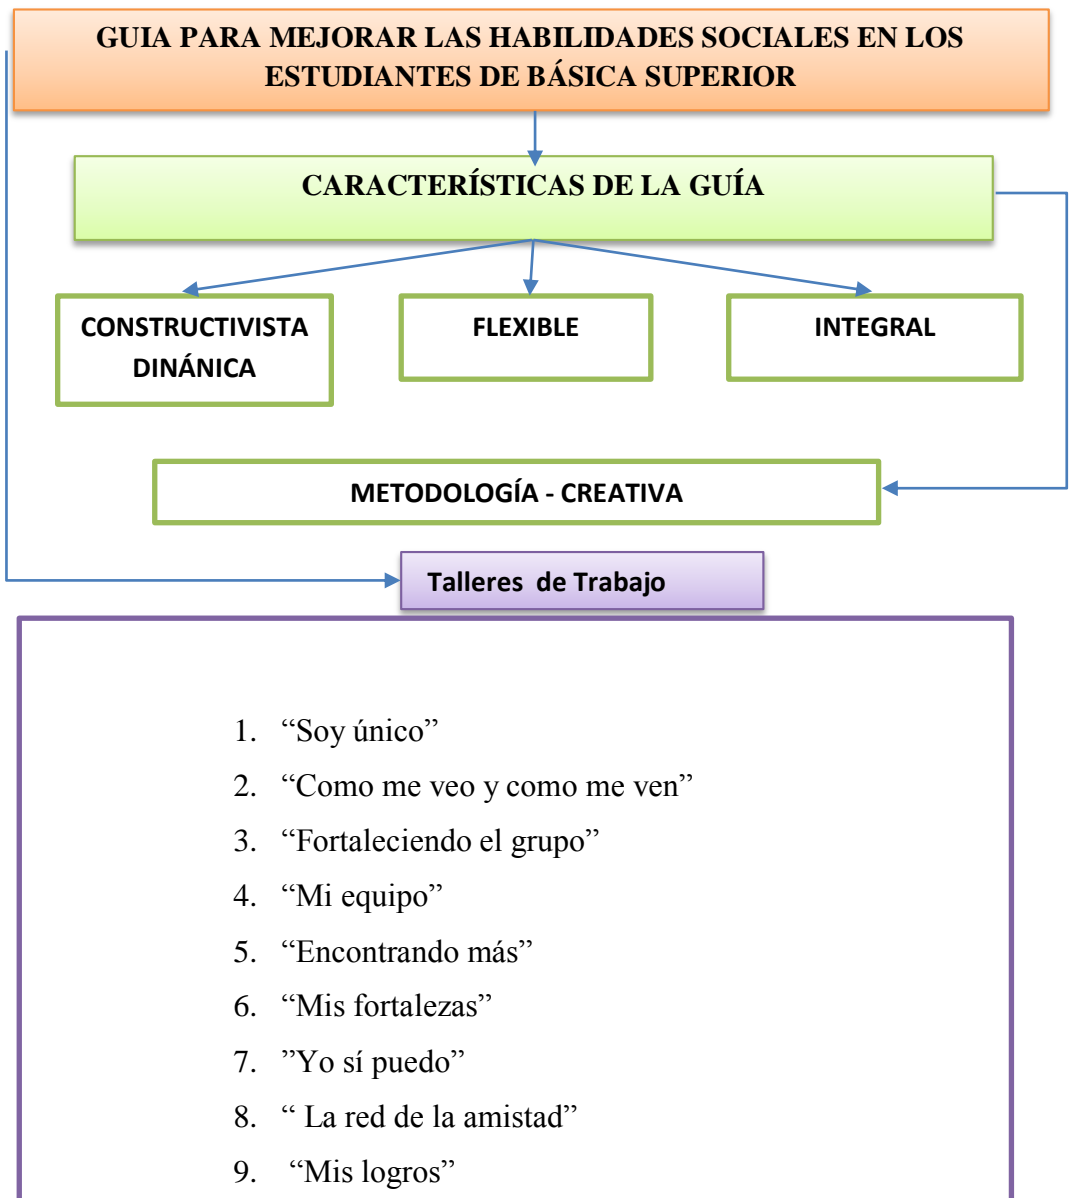 GUIA PARA MEJORAR LAS HABILIDADES SOCIALES EN LOS
ESTUDIANTES DE BÁSICA SUPERIOR
CARACTERÍSTICAS DE LA GUÍA
CONSTRUCTIVISTA
DINÁNICA
FLEXIBLE
INTEGRAL
METODOLOGÍA - CREATIVA
Talleres de Trabajo
1. “Soy único”
2. “Como me veo y como me ven”
3. “Fortaleciendo el grupo”
4. “Mi equipo”
5. “Encontrando más”
6. “Mis fortalezas”
7. ”Yo sí puedo”
8. “ La red de la amistad”
9. “Mis logros”